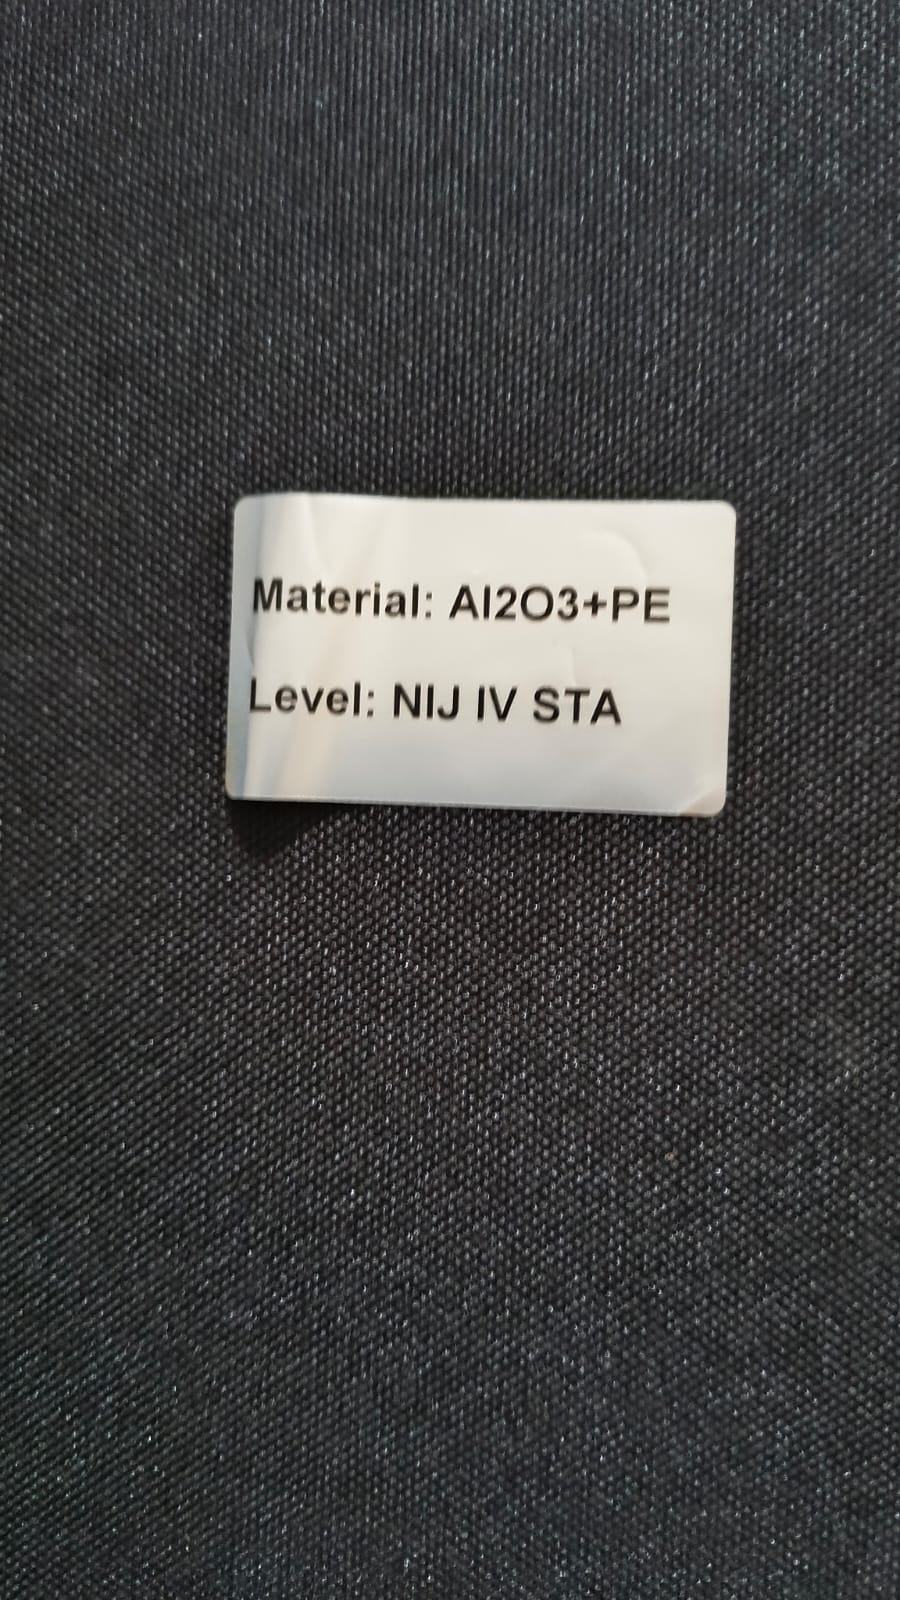 Material: Al2O3+PE
Level: NIJ IV STA